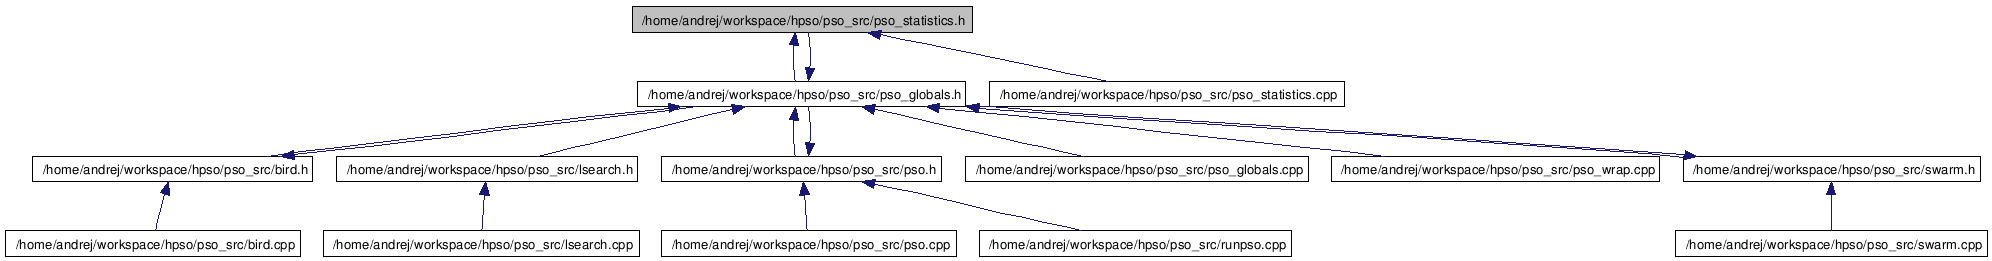 /home/andrej/workspace/hpso/pso_src/pso_statistics.h
/home/andrej/workspace/hpso/pso_src/pso_globals.h
/home/andrej/workspace/hpso/pso_src/pso_statistics.cpp
/home/andrej/workspace/hpso/pso_src/bird.h
/home/andrej/workspace/hpso/pso_src/lsearch.h
/home/andrej/workspace/hpso/pso_src/pso.h
/home/andrej/workspace/hpso/pso_src/pso_globals.cpp
/home/andrej/workspace/hpso/pso_src/pso_wrap.cpp
/home/andrej/workspace/hpso/pso_src/swarm.h
/home/andrej/workspace/hpso/pso_src/bird.cpp
/home/andrej/workspace/hpso/pso_src/lsearch.cpp
/home/andrej/workspace/hpso/pso_src/pso.cpp
/home/andrej/workspace/hpso/pso_src/runpso.cpp
/home/andrej/workspace/hpso/pso_src/swarm.cpp